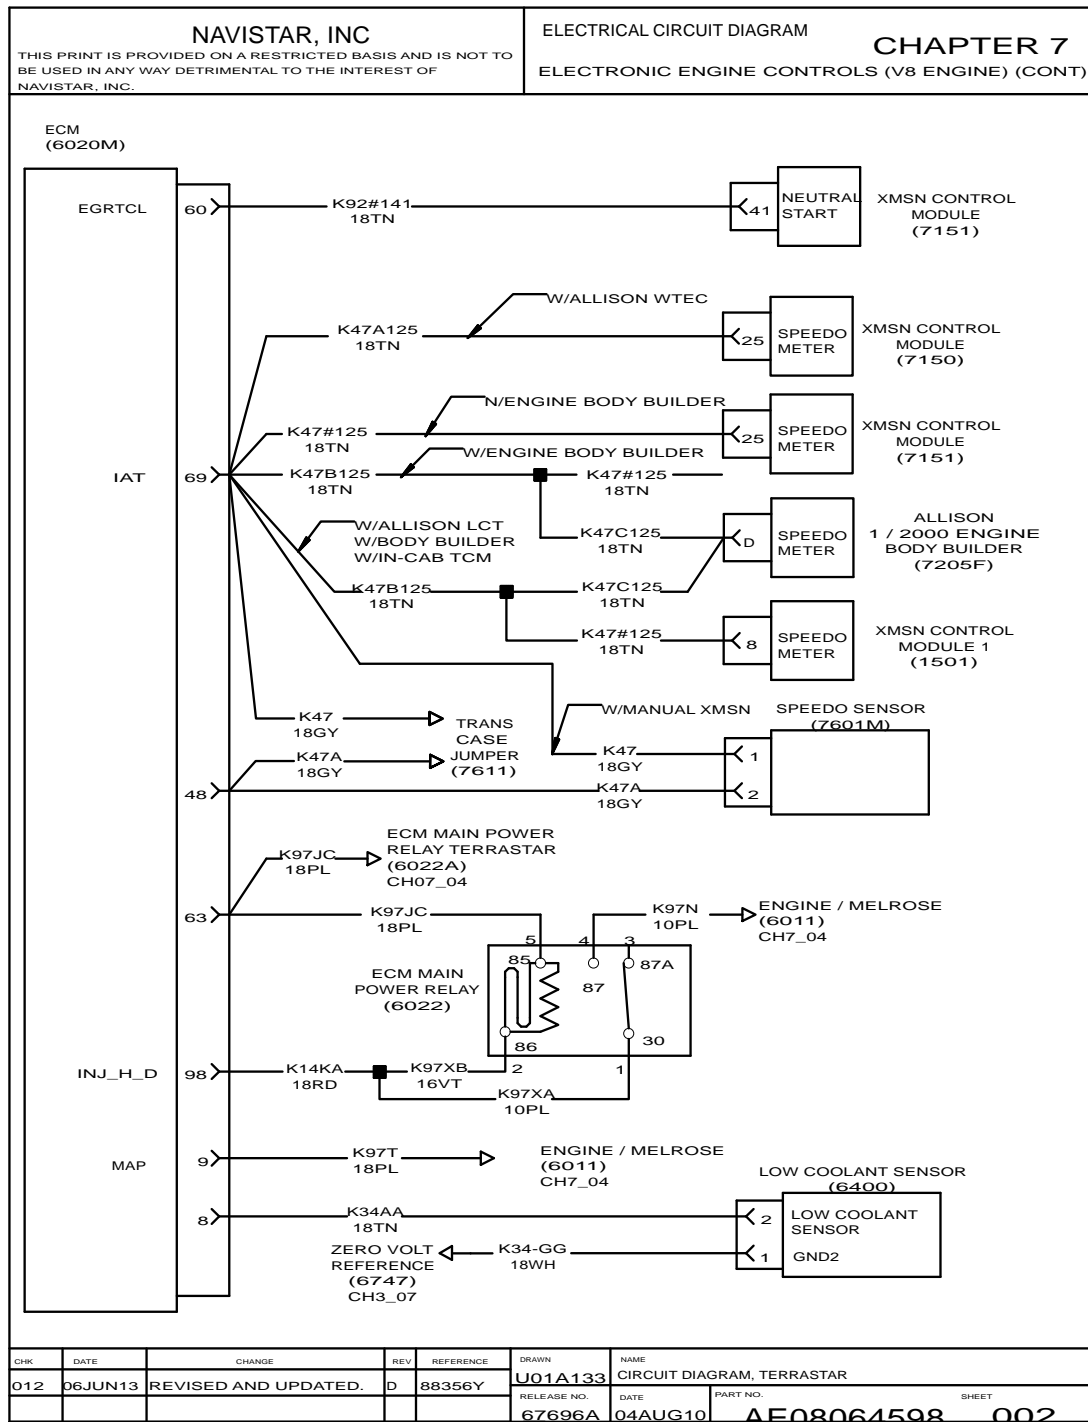 NAVISTAR, INC
THIS PRINT IS PROVIDED ON A RESTRICTED BASIS AND IS NOT TO
BE USED IN ANY WAY DETRIMENTAL TO THE INTEREST OF
NAVISTAR, INC.
ELECTRICAL CIRCUIT DIAGRAM
CHAPTER 7
ELECTRONIC ENGINE CONTROLS (V8 ENGINE) (CONT)
ECM
(6020M)
EGRTCL
60
K92#141
18TN
41
NEUTRAL
START
XMSN CONTROL
MODULE
(7151)
W/ALLISON WTEC
K47A125
18TN
25
SPEEDO
METER
XMSN CONTROL
MODULE
(7150)
N/ENGINE BODY BUILDER
K47#125
18TN
25
SPEEDO
METER
XMSN CONTROL
MODULE
(7151)
W/ENGINE BODY BUILDER
IAT
69
K47B125
18TN
K47#125
18TN
W/ALLISON LCT
W/BODY BUILDER
W/IN-CAB TCM
K47C125
18TN
D
SPEEDO
METER
ALLISON
1 / 2000 ENGINE
BODY BUILDER
(7205F)
K47B125
18TN
K47C125
18TN
K47#125
18TN
8
SPEEDO
METER
XMSN CONTROL
MODULE 1
(1501)
W/MANUAL XMSN
SPEEDO SENSOR
(7601M)
K47
18GY
TRANS
CASE
JUMPER
(7611)
K47A
18GY
K47
18GY
1
48
K47A
18GY
2
K97JC
18PL
ECM MAIN POWER
RELAY TERRASTAR
(6022A)
CH07_04
63
K97JC
18PL
K97N
10PL
ENGINE / MELROSE
(6011)
CH7_04
ECM MAIN
POWER RELAY
(6022)
5
4
3
85
87
87A
86
30
2
1
INJ_H_D
98
K14KA
18RD
K97XB
16VT
K97XA
10PL
MAP
9
K97T
18PL
ENGINE / MELROSE
(6011)
CH7_04
LOW COOLANT SENSOR
(6400)
8
K34AA
18TN
2
LOW COOLANT
SENSOR
ZERO VOLT
REFERENCE
(6747)
CH3_07
K34-GG
18WH
1
GND2
CHK DATE CHANGE REV REFERENCE
012 06JUN13 REVISED AND UPDATED. D 88356Y
DRAWN
U01A133
NAME
CIRCUIT DIAGRAM, TERRASTAR
RELEASE NO.
67696A
DATE
04AUG10
PART NO.
AE08064598
SHEET
002